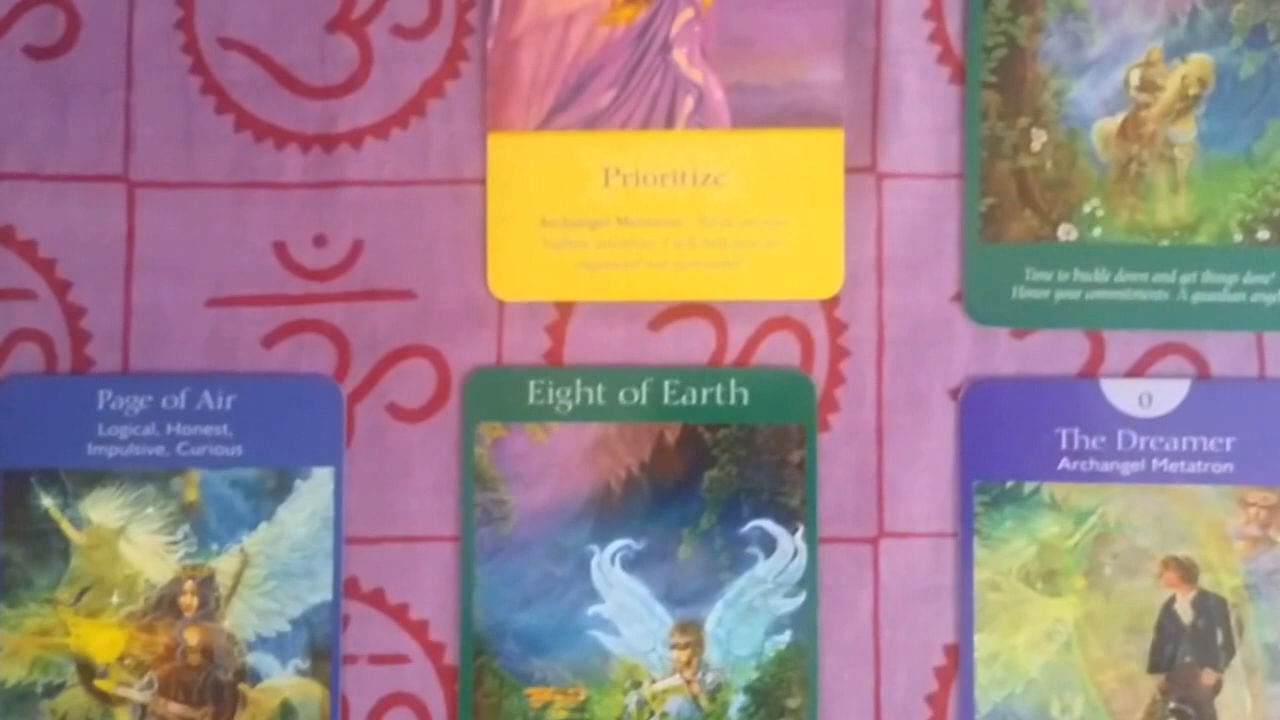 Prioritize
Archangel Metatron
Time to buckle down and get things done!
Honor your commitments. A guardian
Page of Air
Logical, Honest,
Impulsive, Curious
Eight of Earth
0
The Dreamer
Archangel Metatron